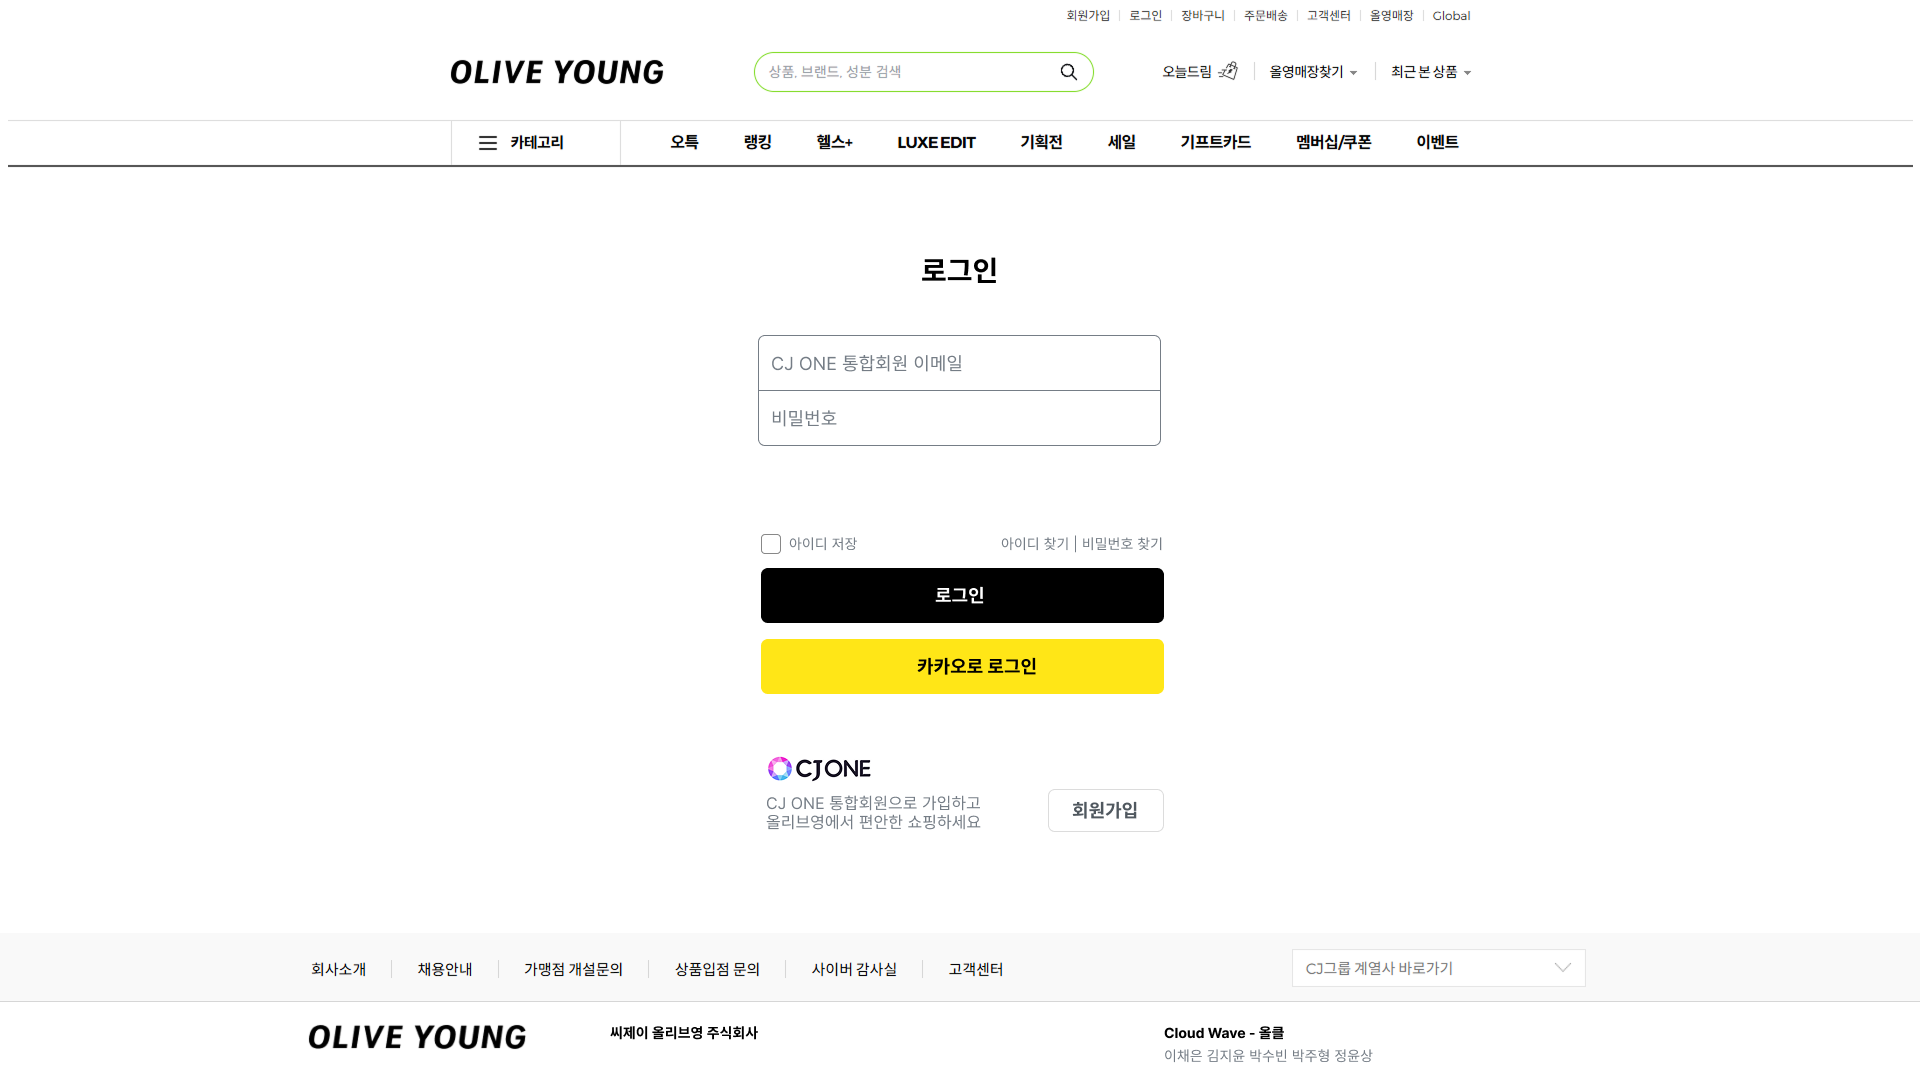 회원가입 로그인 장바구니 주문배송 고객센터 올영매장 Global
OLIVE YOUNG
상품, 브랜드, 성분 검색
오늘드림 올영매장찾기 최근 본 상품
카테고리 오특 랭킹 헬스+ LUXE EDIT 기획전 세일 기프트카드 멤버십/쿠폰 이벤트
로그인
CJ ONE 통합회원 이메일
비밀번호
아이디 저장 아이디 찾기 | 비밀번호 찾기
로그인
카카오로 로그인
CJ ONE
CJ ONE 통합회원으로 가입하고
올리브영에서 편안한 쇼핑하세요
회원가입
회사소개 채용안내 가맹점 개설문의 상품입점 문의 사이버 감사실 고객센터
CJ그룹 계열사 바로가기
OLIVE YOUNG
씨제이 올리브영 주식회사
Cloud Wave - 올클
이채은 김지윤 박수빈 박주형 정윤상